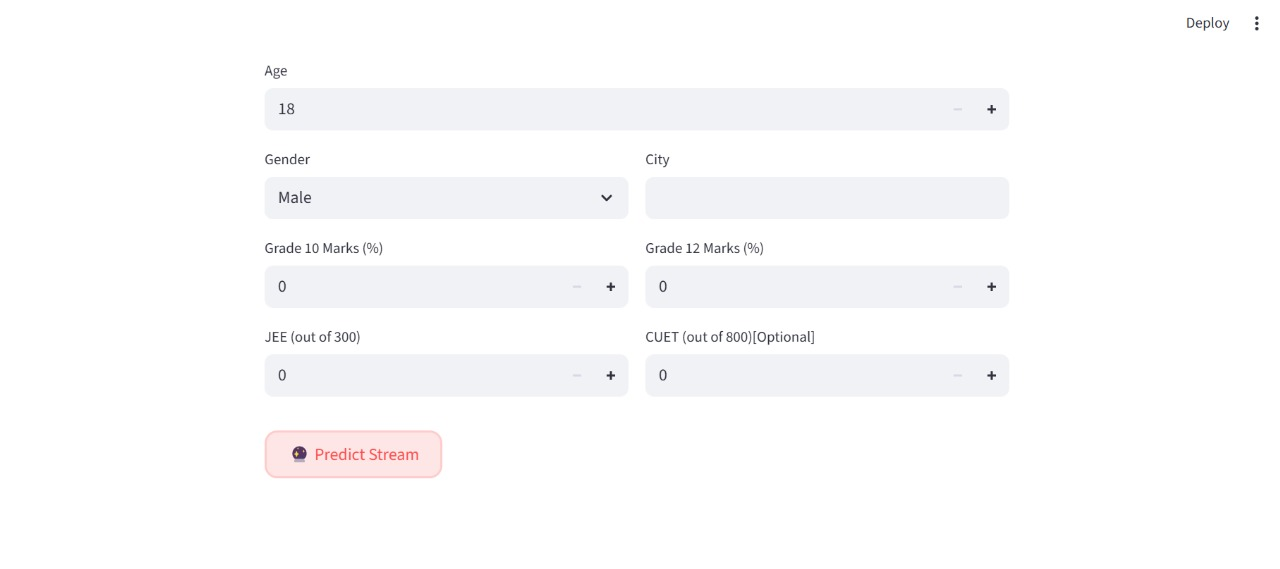 Deploy
Age
18
Gender
City
Male
Grade 10 Marks (%)
Grade 12 Marks (%)
0
0
JEE (out of 300)
CUET (out of 800)[Optional]
0
0
Predict Stream